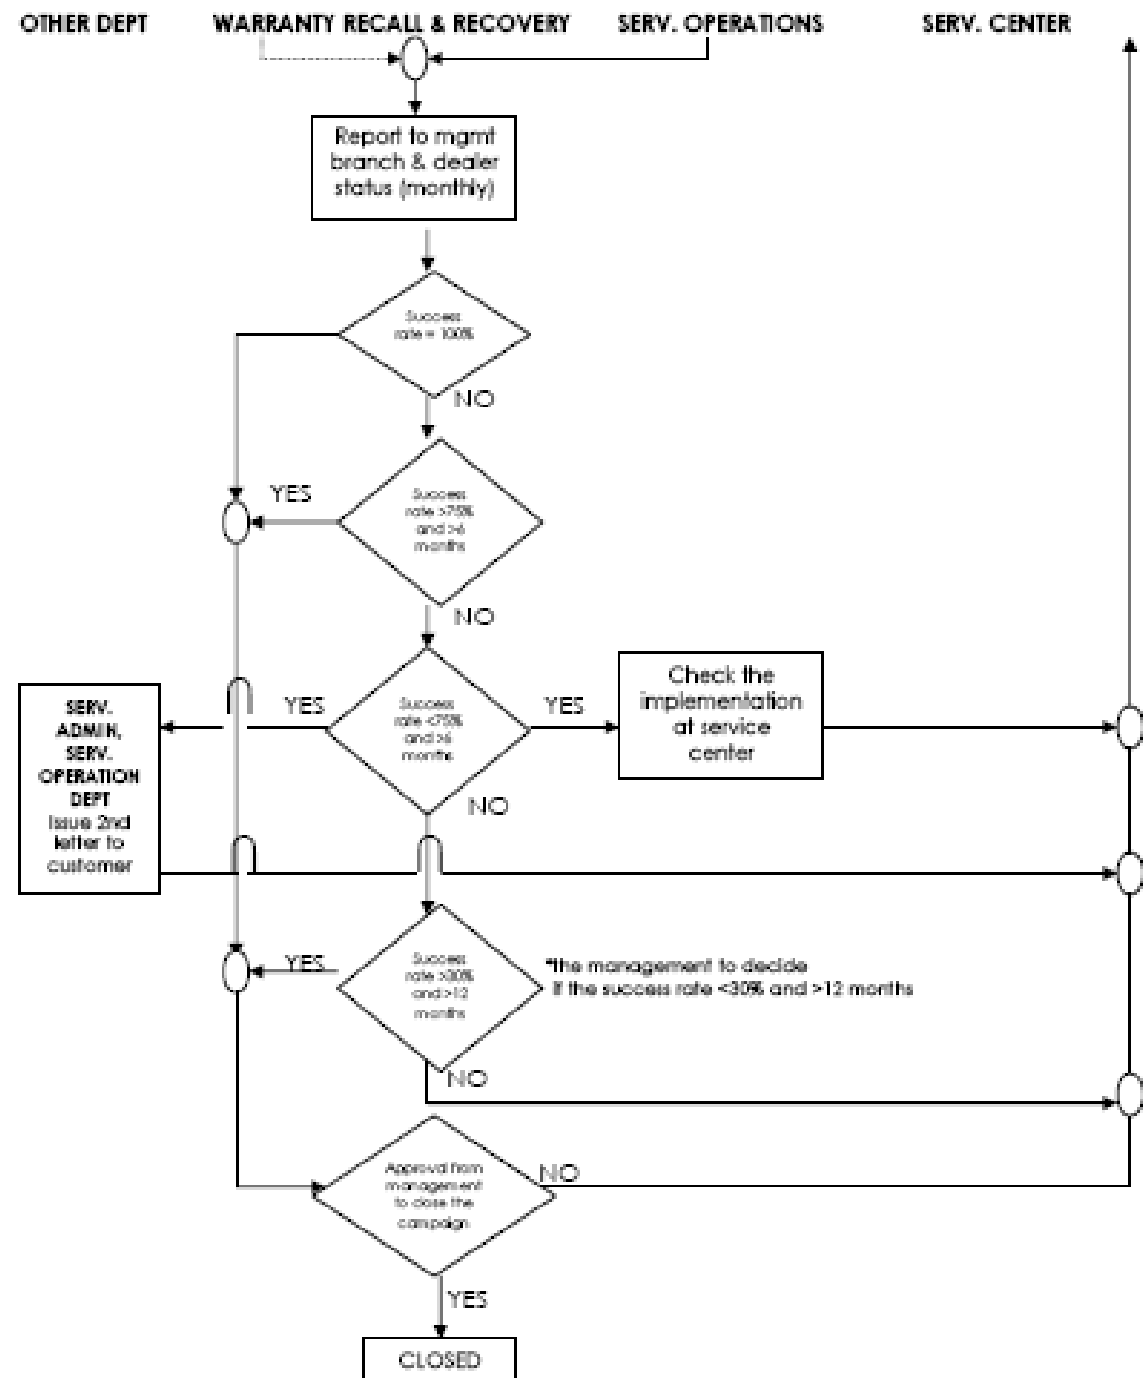 OTHER DEPT
WARRANTY RECALL & RECOVERY
SERV. OPERATIONS
SERV. CENTER
Report to mgmt
branch & dealer
status (monthly)
Success
rate = 100%
NO
YES
Success
rate >75%
and >6
months
NO
SERV.
ADMIN,
SERV.
OPERATION
DEPT
Issue 2nd
letter to
customer
YES
Success
rate <75%
and >6
months
YES
Check the
implementation
at service
center
NO
YES
Success
rate >30%
and >12
months
*the management to decide
if the success rate <30% and >12 months
NO
Approval from
management
to close the
campaign
NO
YES
CLOSED